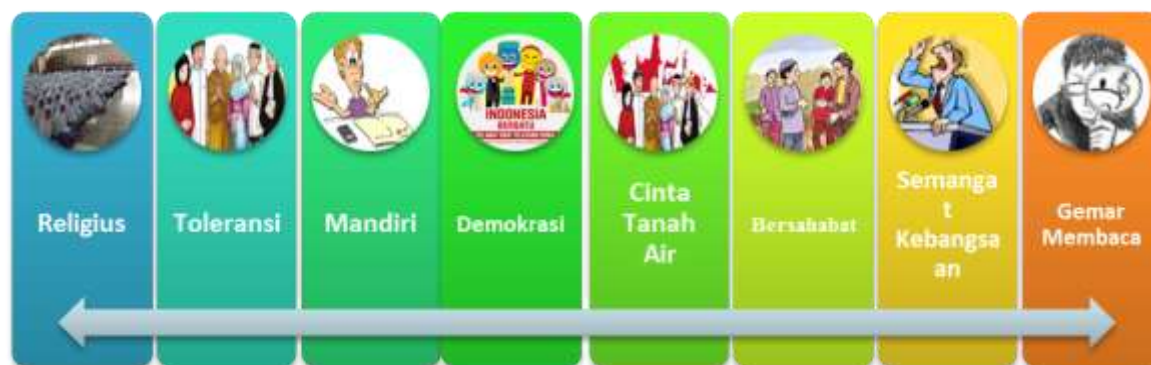 Religius
Toleransi
Mandiri
INDONESIA
Demokrasi
Cinta
Tanah
Air
Bersahabat
Semanga
t
Kebangsa
an
Gemar
Membaca